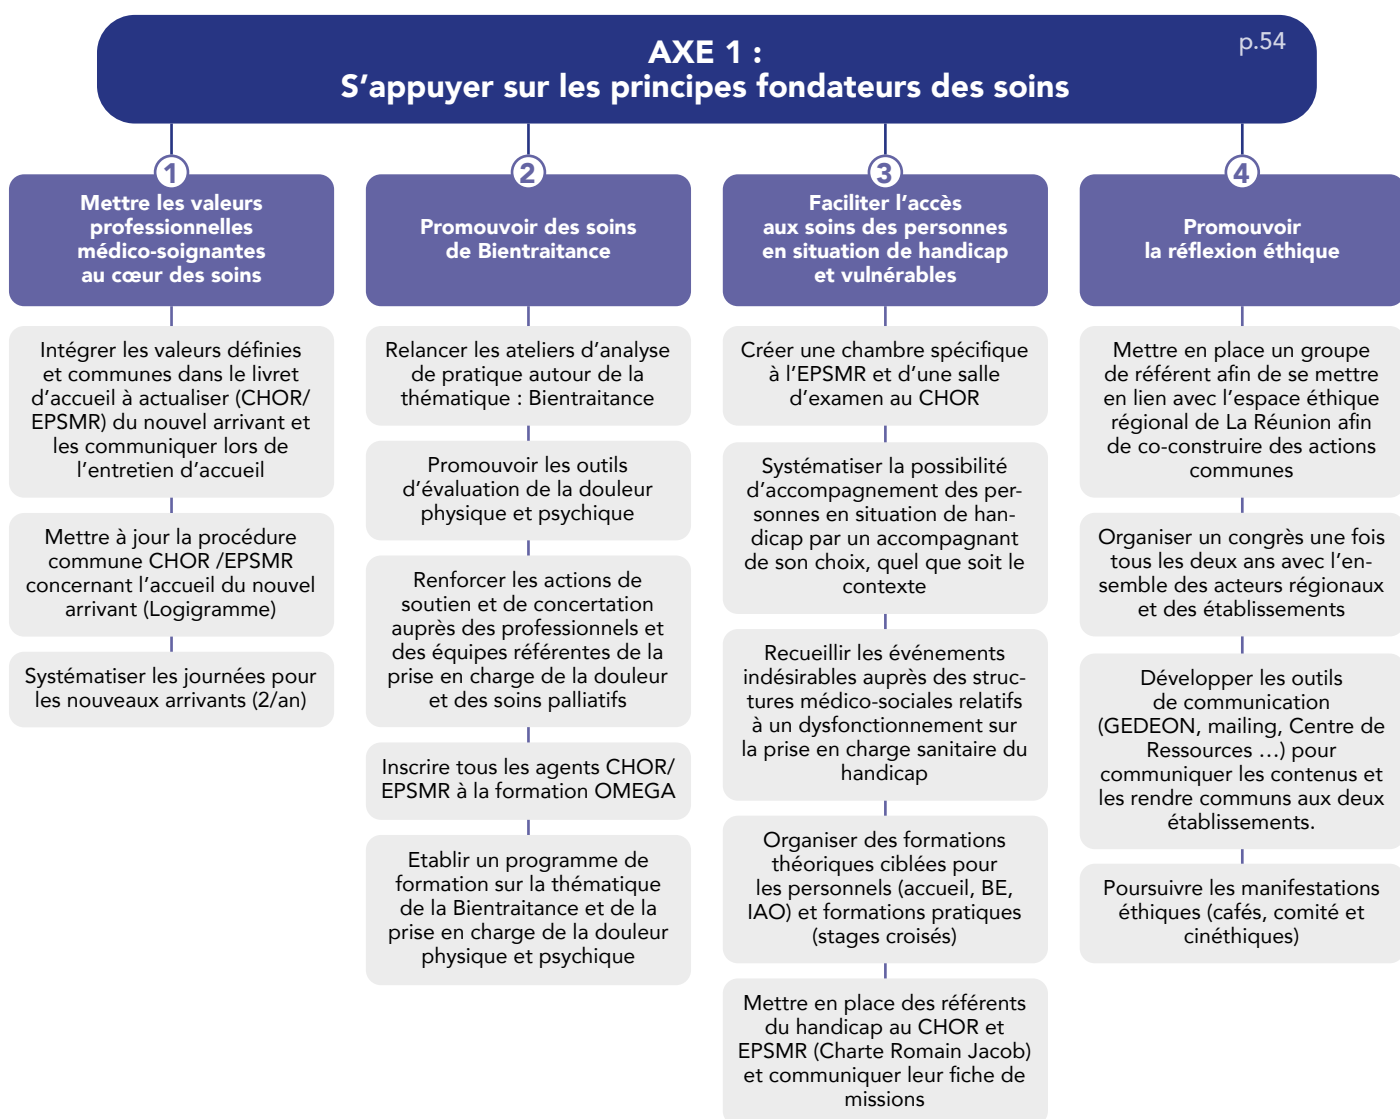 AXE 1 :
p.54
S’appuyer sur les principes fondateurs des soins
1
Mettre les valeurs
professionnelles
médico-soignantes
au cœur des soins
Intégrer les valeurs définies
et communes dans le livret
d’accueil à actualiser (CHOR/
EPSMR) du nouvel arrivant et
les communiquer lors de
l’entretien d’accueil
Mettre à jour la procédure
commune CHOR /EPSMR
concernant l’accueil du nouvel
arrivant (Logigramme)
Systématiser les journées pour
les nouveaux arrivants (2/an)
2
Promouvoir des soins
de Bientraitance
Relancer les ateliers d’analyse
de pratique autour de la
thématique : Bientraitance
Promouvoir les outils
d’évaluation de la douleur
physique et psychique
Renforcer les actions de
soutien et de concertation
auprès des professionnels et
des équipes référentes de la
prise en charge de la douleur
et des soins palliatifs
Inscrire tous les agents CHOR/
EPSMR à la formation OMEGA
Etablir un programme de
formation sur la thématique
de la Bientraitance et de la
prise en charge de la douleur
physique et psychique
3
Faciliter l’accès
aux soins des personnes
en situation de handicap
et vulnérables
Créer une chambre spécifique
à l’EPSMR et d’une salle
d’examen au CHOR
Systématiser la possibilité
d’accompagnement des per-
sonnes en situation de han-
dicap par un accompagnant
de son choix, quel que soit le
contexte
Recueillir les événements
indésirables auprès des struc-
tures médico-sociales relatifs
à un dysfonctionnement sur
la prise en charge sanitaire du
handicap
Organiser des formations
théoriques ciblées pour
les personnels (accueil, BE,
IAO) et formations pratiques
(stages croisés)
Mettre en place des référents
du handicap au CHOR et
EPSMR (Charte Romain Jacob)
et communiquer leur fiche de
missions
4
Promouvoir
la réflexion éthique
Mettre en place un groupe
de référent afin de se mettre
en lien avec l’espace éthique
régional de La Réunion afin
de co-construire des actions
communes
Organiser un congrès une fois
tous les deux ans avec l’en-
semble des acteurs régionaux
et des établissements
Développer les outils
de communication
(GEDEON, mailing, Centre de
Ressources …) pour
communiquer les contenus et
les rendre communs aux deux
établissements.
Poursuivre les manifestations
éthiques (cafés, comité et
cinéthiques)